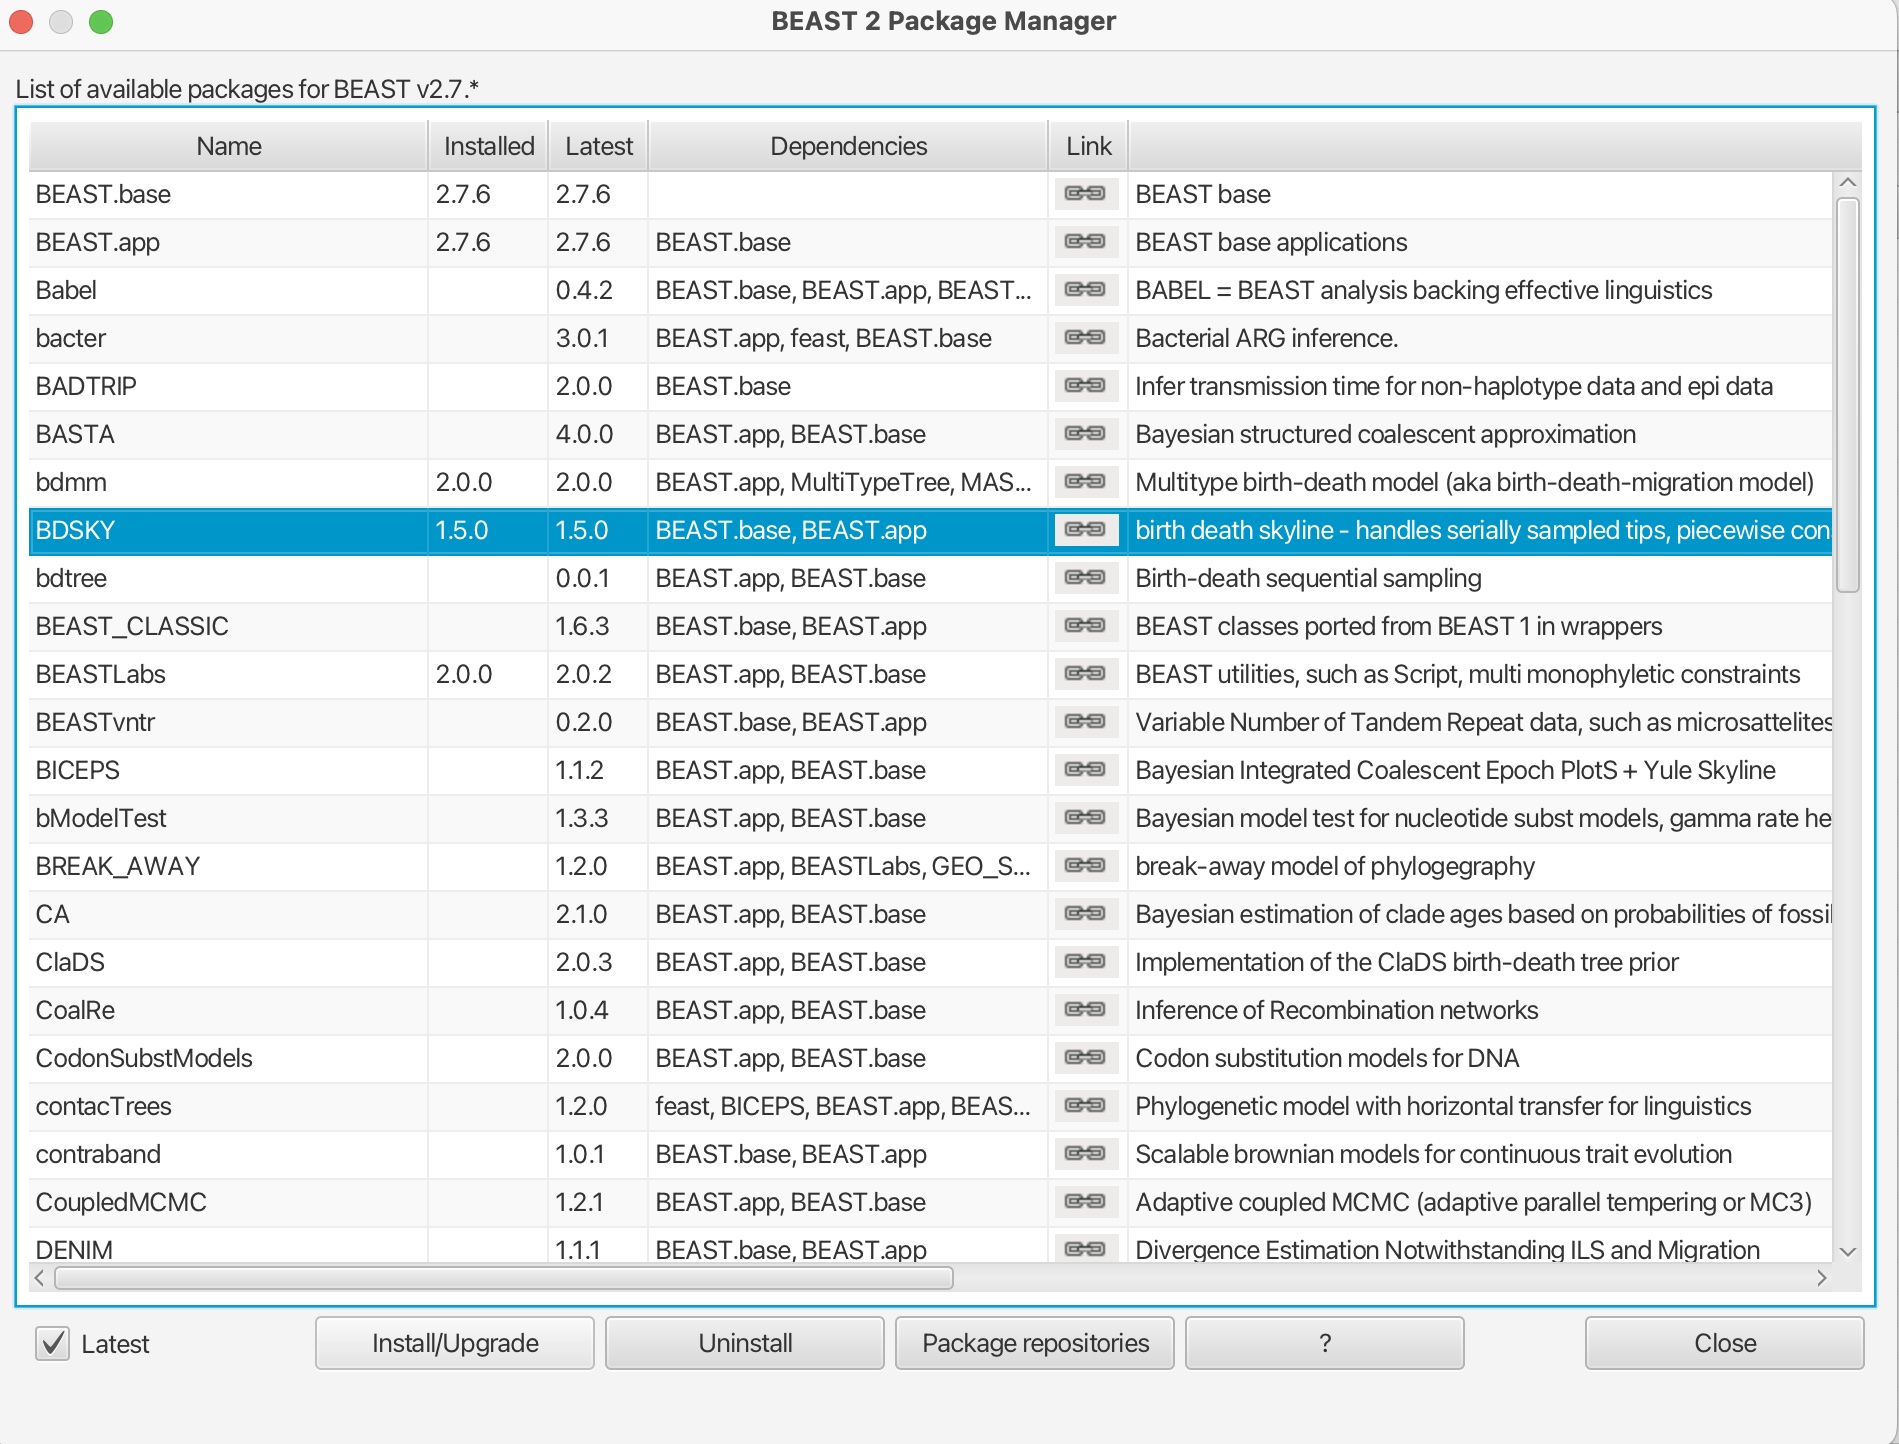 BEAST 2 Package Manager
List of available packages for BEAST v2.7.*
Name Installed Latest Dependencies Link
BEAST.base 2.7.6 2.7.6 BEAST base
BEAST.app 2.7.6 2.7.6 BEAST.base BEAST base applications
Babel 0.4.2 BEAST.base, BEAST.app, BEAST... BABEL = BEAST analysis backing effective linguistics
bacter 3.0.1 BEAST.app, feast, BEAST.base Bacterial ARG inference.
BADTRIP 2.0.0 BEAST.base Infer transmission time for non-haplotype data and epi data
BASTA 4.0.0 BEAST.app, BEAST.base Bayesian structured coalescent approximation
bdmm 2.0.0 2.0.0 BEAST.app, MultiTypeTree, MAS... Multitype birth-death model (aka birth-death-migration model)
BDSKY 1.5.0 1.5.0 BEAST.base, BEAST.app birth death skyline - handles serially sampled tips, piecewise con
bdtree 0.0.1 BEAST.app, BEAST.base Birth-death sequential sampling
BEAST_CLASSIC 1.6.3 BEAST.base, BEAST.app BEAST classes ported from BEAST 1 in wrappers
BEASTLabs 2.0.0 2.0.2 BEAST.app, BEAST.base BEAST utilities, such as Script, multi monophyletic constraints
BEASTvntr 0.2.0 BEAST.base, BEAST.app Variable Number of Tandem Repeat data, such as microsattelites
BICEPS 1.1.2 BEAST.app, BEAST.base Bayesian Integrated Coalescent Epoch PlotS + Yule Skyline
bModelTest 1.3.3 BEAST.app, BEAST.base Bayesian model test for nucleotide subst models, gamma rate he
BREAK_AWAY 1.2.0 BEAST.app, BEASTLabs, GEO_S... break-away model of phylogegraphy
CA 2.1.0 BEAST.app, BEAST.base Bayesian estimation of clade ages based on probabilities of fossil
ClaDS 2.0.3 BEAST.app, BEAST.base Implementation of the ClaDS birth-death tree prior
CoalRe 1.0.4 BEAST.app, BEAST.base Inference of Recombination networks
CodonSubstModels 2.0.0 BEAST.app, BEAST.base Codon substitution models for DNA
contacTrees 1.2.0 feast, BICEPS, BEAST.app, BEAS... Phylogenetic model with horizontal transfer for linguistics
contraband 1.0.1 BEAST.base, BEAST.app Scalable brownian models for continuous trait evolution
CoupledMCMC 1.2.1 BEAST.app, BEAST.base Adaptive coupled MCMC (adaptive parallel tempering or MC3)
DENIM 1.1.1 BEAST.base, BEAST.app Divergence Estimation Notwithstanding ILS and Migration
Latest Install/Upgrade Uninstall Package repositories ? Close